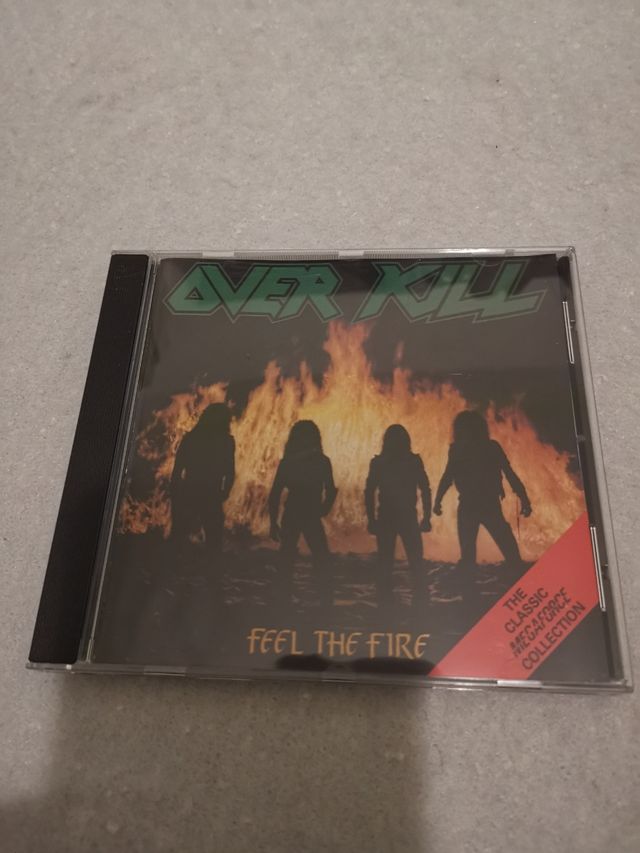 OVER KILL
FEEL THE FIRE
THE
CLASSIC
MEGAFORCE
COLLECTION